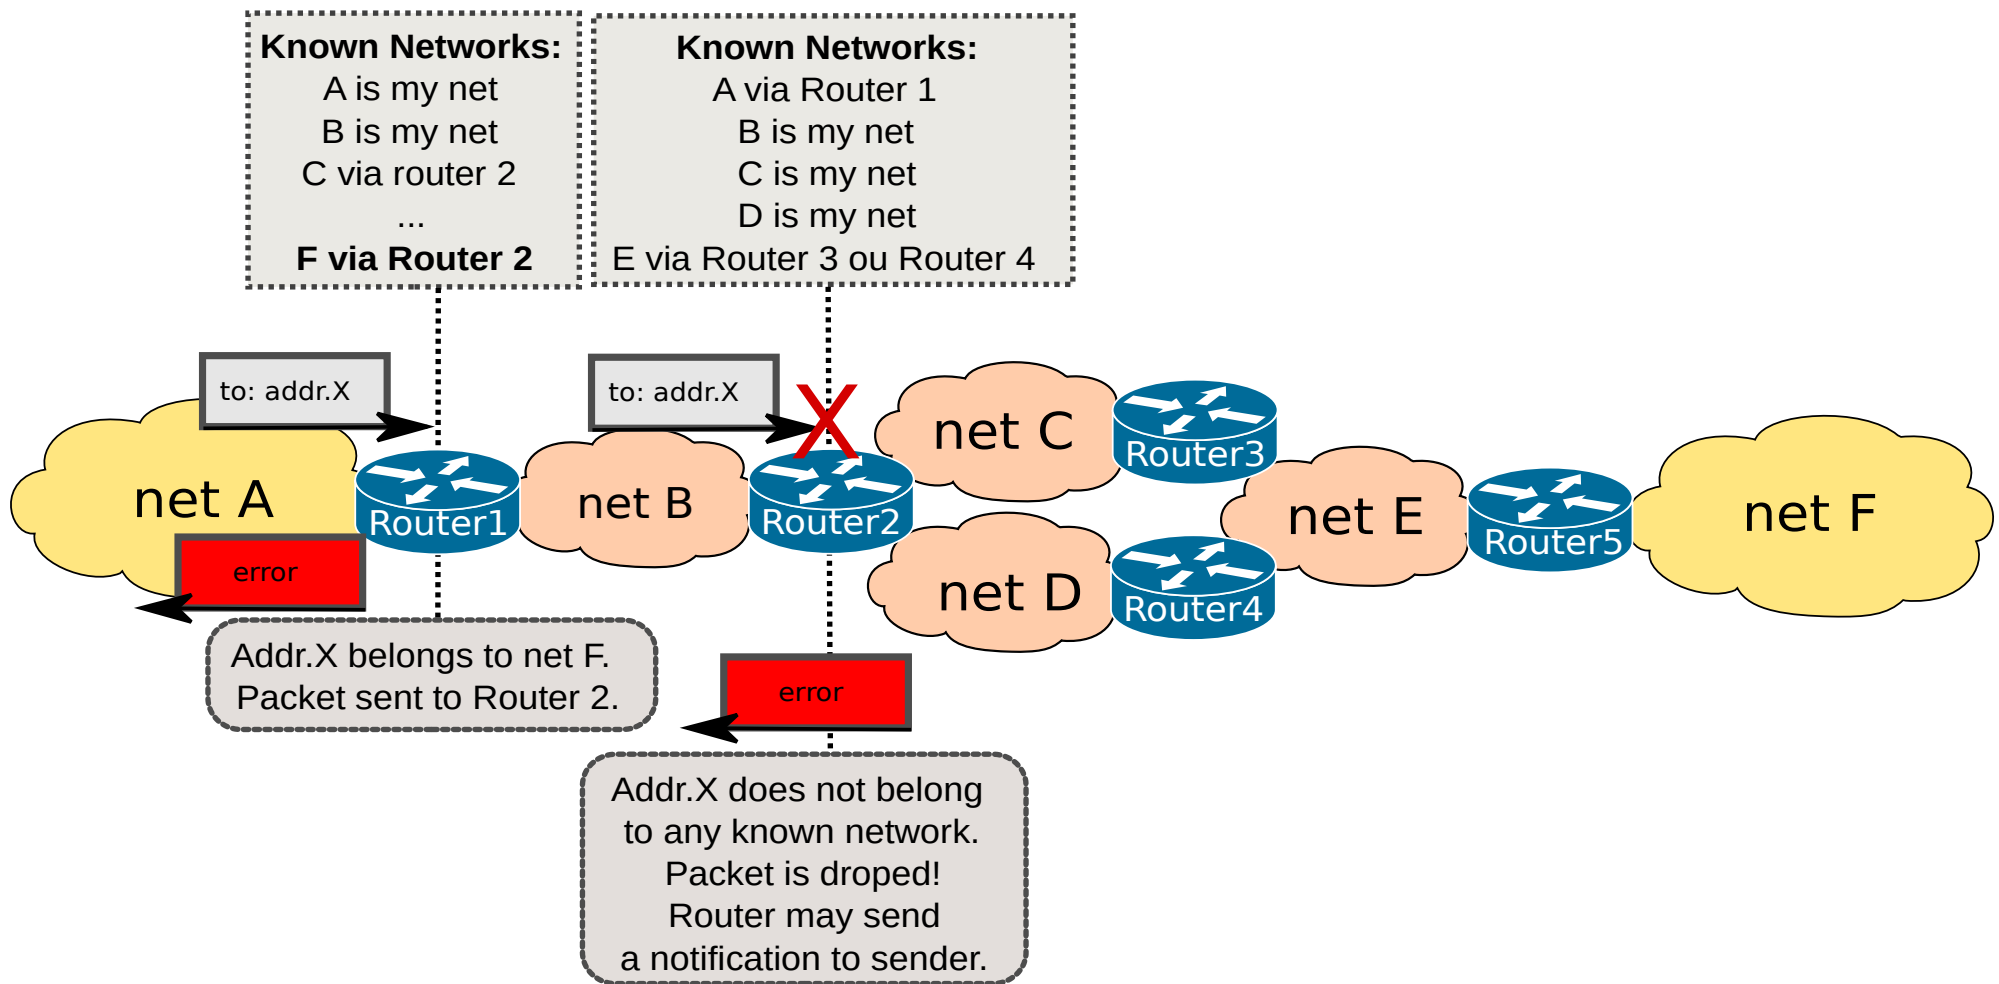 Known Networks:
A is my net
B is my net
C via router 2
...
F via Router 2
Known Networks:
A via Router 1
B is my net
C is my net
D is my net
E via Router 3 ou Router 4
to: addr.X
to: addr.X
X
net A
Router1
net B
Router2
net C
Router3
net D
Router4
net E
Router5
net F
error
Addr.X belongs to net F.
Packet sent to Router 2.
error
Addr.X does not belong
to any known network.
Packet is droped!
Router may send
a notification to sender.